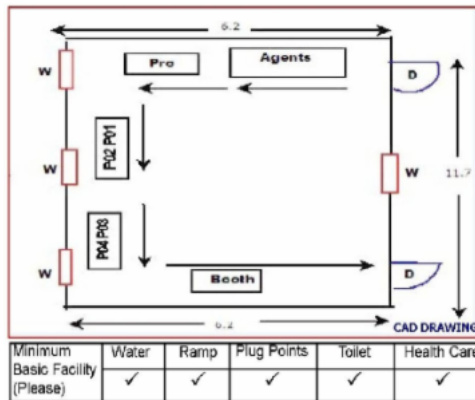 6.2
Pro
Agents
W
D
P02 P01
W
W
11.7
P04 P03
W
D
Booth
6.2
CAD DRAWING
Minimum Basic Facility (Please)
Water
Ramp
Plug Points
Toilet
Health Care
✓ ✓ ✓ ✓ ✓